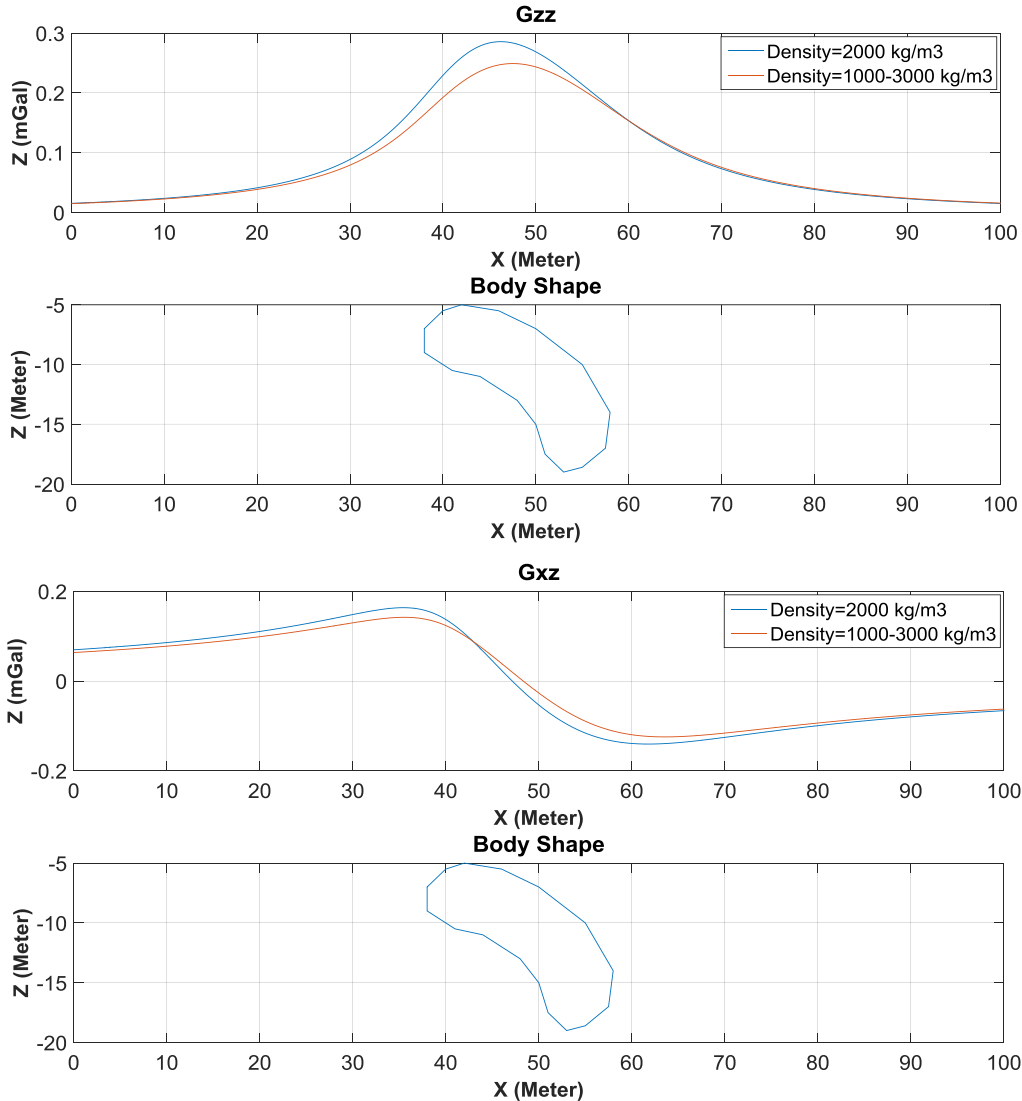 Gzz
0.3
0.2
0.1
0
Z (mGal)
Density=2000 kg/m3
Density=1000-3000 kg/m3
0 10 20 30 40 50 60 70 80 90 100
X (Meter)
Body Shape
-5
-10
-15
-20
Z (Meter)
0 10 20 30 40 50 60 70 80 90 100
X (Meter)
Gxz
0.2
0
-0.2
Z (mGal)
Density=2000 kg/m3
Density=1000-3000 kg/m3
0 10 20 30 40 50 60 70 80 90 100
X (Meter)
Body Shape
-5
-10
-15
-20
Z (Meter)
0 10 20 30 40 50 60 70 80 90 100
X (Meter)